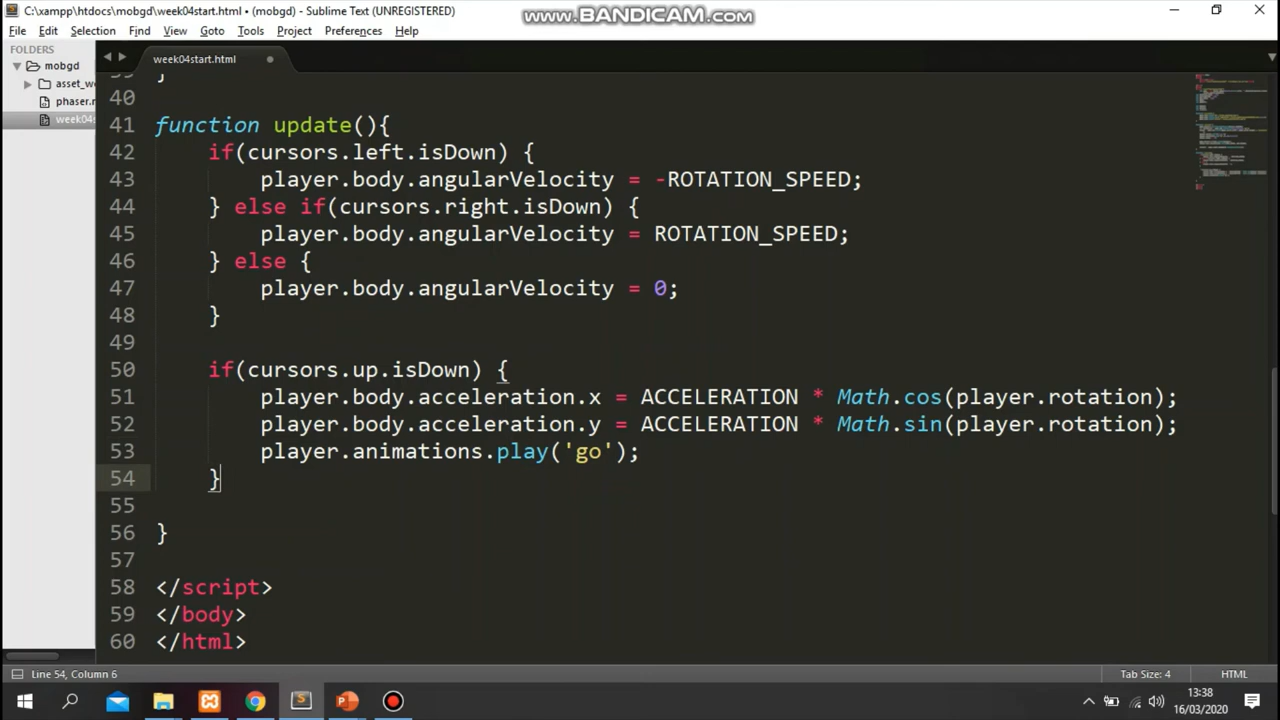 C:\xampp\htdocs\mobgd\week04start.html • (mobgd) - Sublime Text (UNREGISTERED)
www.BANDICAM.com
File Edit Selection Find View Goto Tools Project Preferences Help
FOLDERS
mobgd
asset_w
phaser.r
week04s
week04start.html
40
41 function update(){
42 if(cursors.left.isDown) {
43 player.body.angularVelocity = -ROTATION_SPEED;
44 } else if(cursors.right.isDown) {
45 player.body.angularVelocity = ROTATION_SPEED;
46 } else {
47 player.body.angularVelocity = 0;
48 }
49
50 if(cursors.up.isDown) {
51 player.body.acceleration.x = ACCELERATION * Math.cos(player.rotation);
52 player.body.acceleration.y = ACCELERATION * Math.sin(player.rotation);
53 player.animations.play('go');
54 }
55
56 }
57
58 </script>
59 </body>
60 </html>
Line 54, Column 6
Tab Size: 4 HTML
13:38
16/03/2020